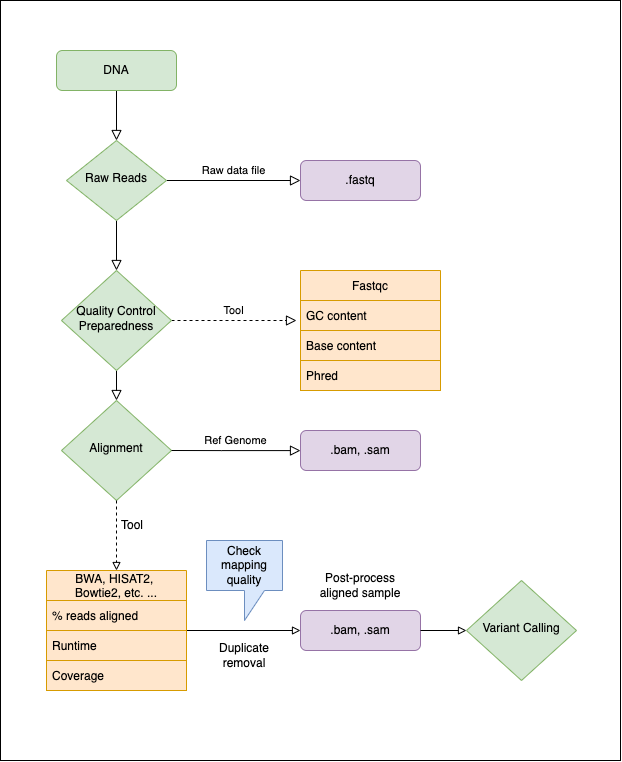 DNA
Raw Reads
Raw data file
.fastq
Quality Control
Preparedness
Tool
Fastqc
GC content
Base content
Phred
Alignment
Ref Genome
.bam, .sam
Tool
BWA, HISAT2,
Bowtie2, etc. ...
% reads aligned
Runtime
Coverage
Check
mapping
quality
Duplicate
removal
Post-process
aligned sample
.bam, .sam
Variant Calling